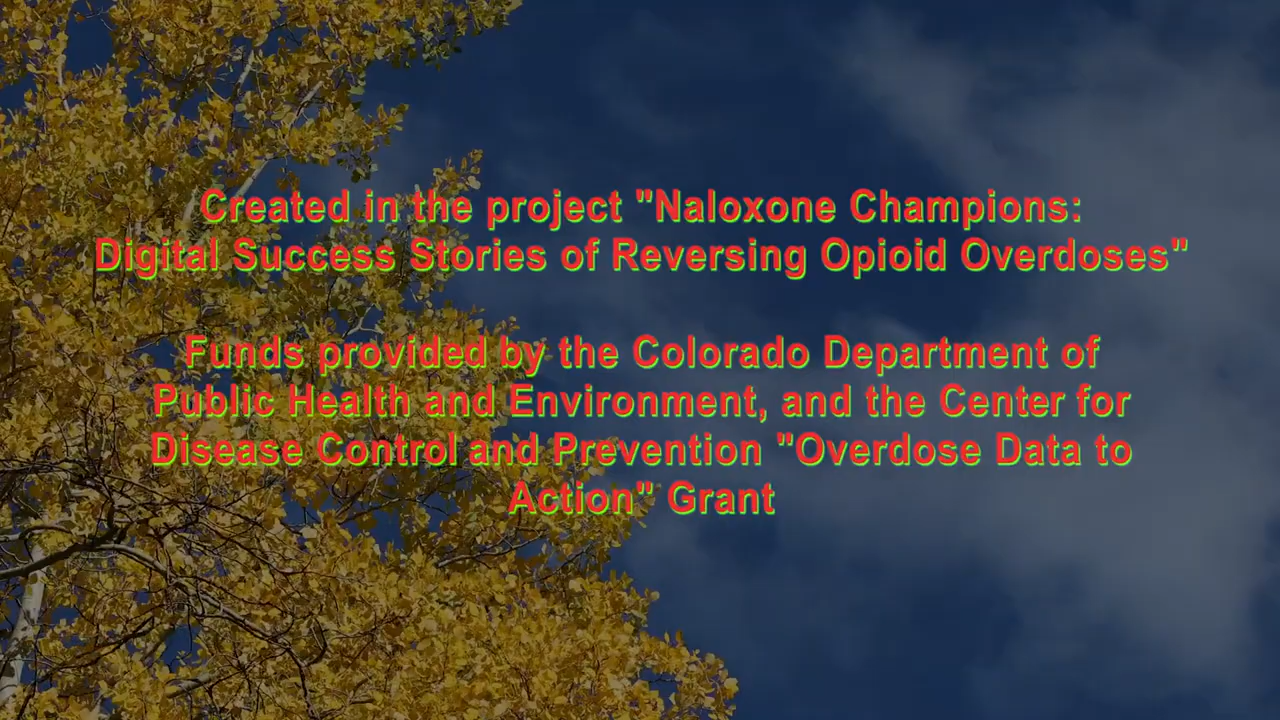 Created in the project "Naloxone Champions:
Digital Success Stories of Reversing Opioid Overdoses"
Funds provided by the Colorado Department of
Public Health and Environment, and the Center for
Disease Control and Prevention "Overdose Data to
Action" Grant